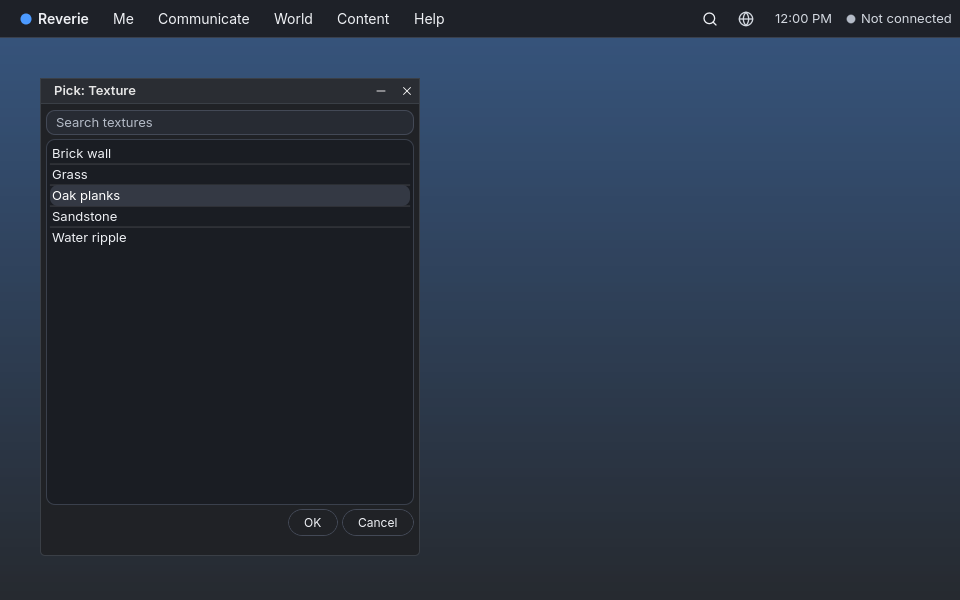 Reverie Me Communicate World Content Help 12:00 PM Not connected
Pick: Texture
Search textures
Brick wall
Grass
Oak planks
Sandstone
Water ripple
OK Cancel